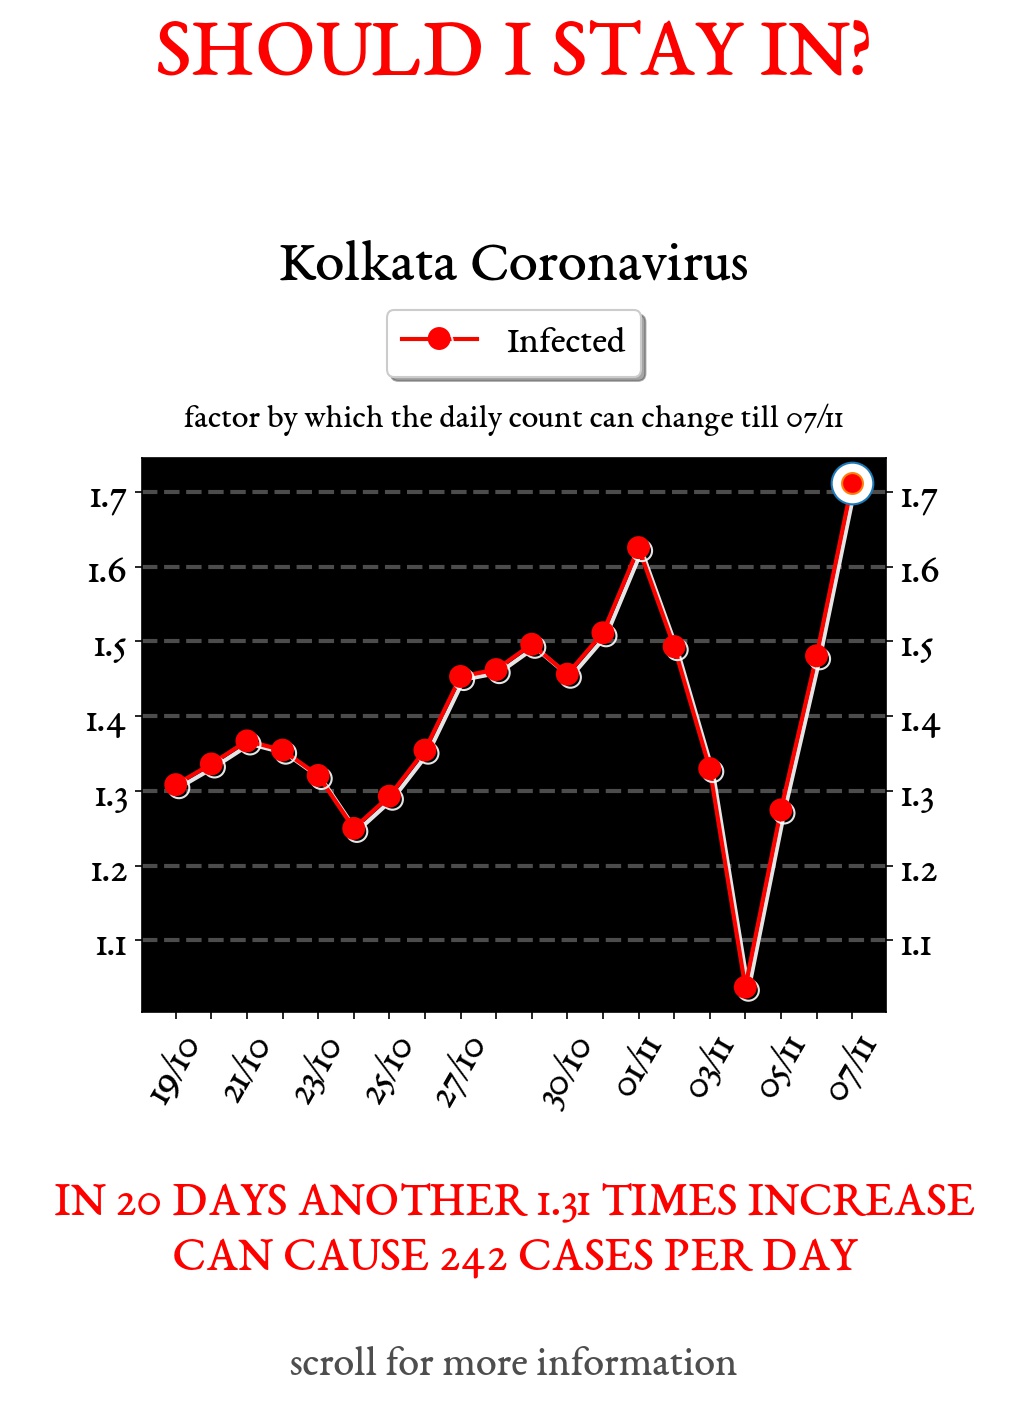 SHOULD I STAY IN?
Kolkata Coronavirus
Infected
factor by which the daily count can change till 07/11
1.7 1.7
1.6 1.6
1.5 1.5
1.4 1.4
1.3 1.3
1.2 1.2
1.1 1.1
19/10 21/10 23/10 25/10 27/10 30/10 01/11 03/11 05/11 07/11
IN 20 DAYS ANOTHER 1.31 TIMES INCREASE
CAN CAUSE 242 CASES PER DAY
scroll for more information